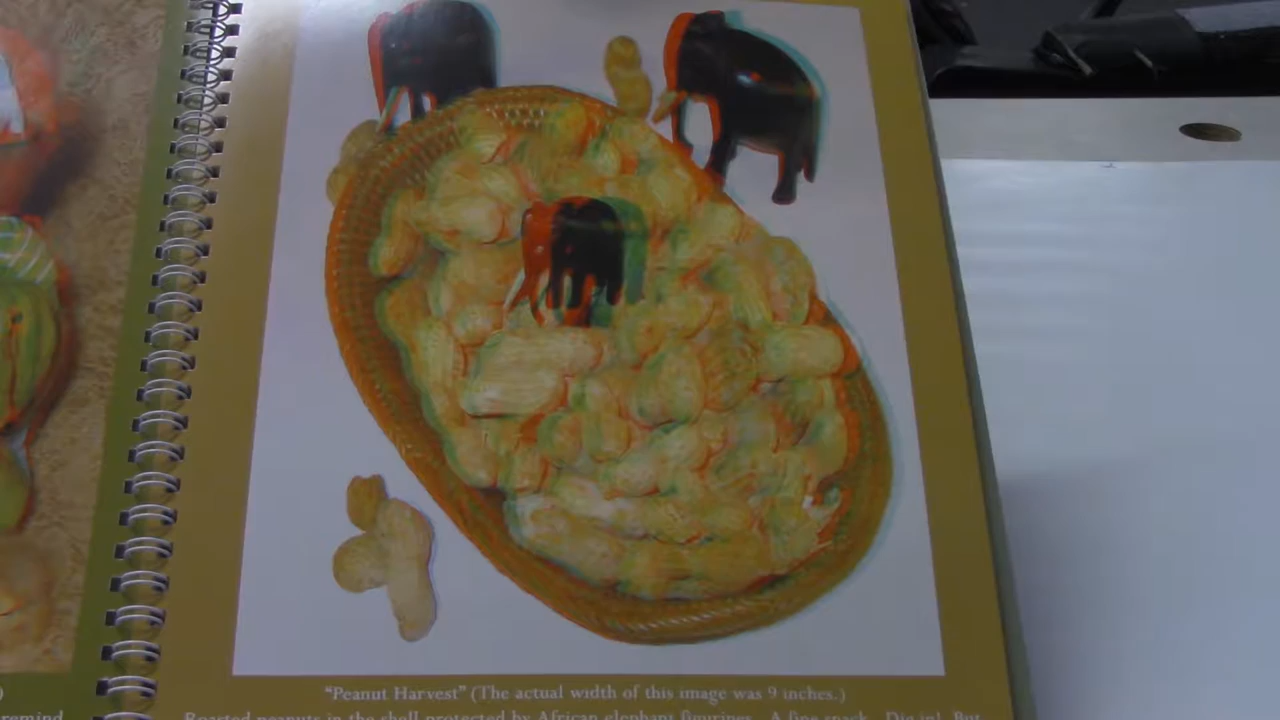 "Peanut Harvest" (The actual width of this image was 9 inches.)
remind
Roasted peanuts in the shell protected by African elephant figurines. A fine snack. Dig in! But